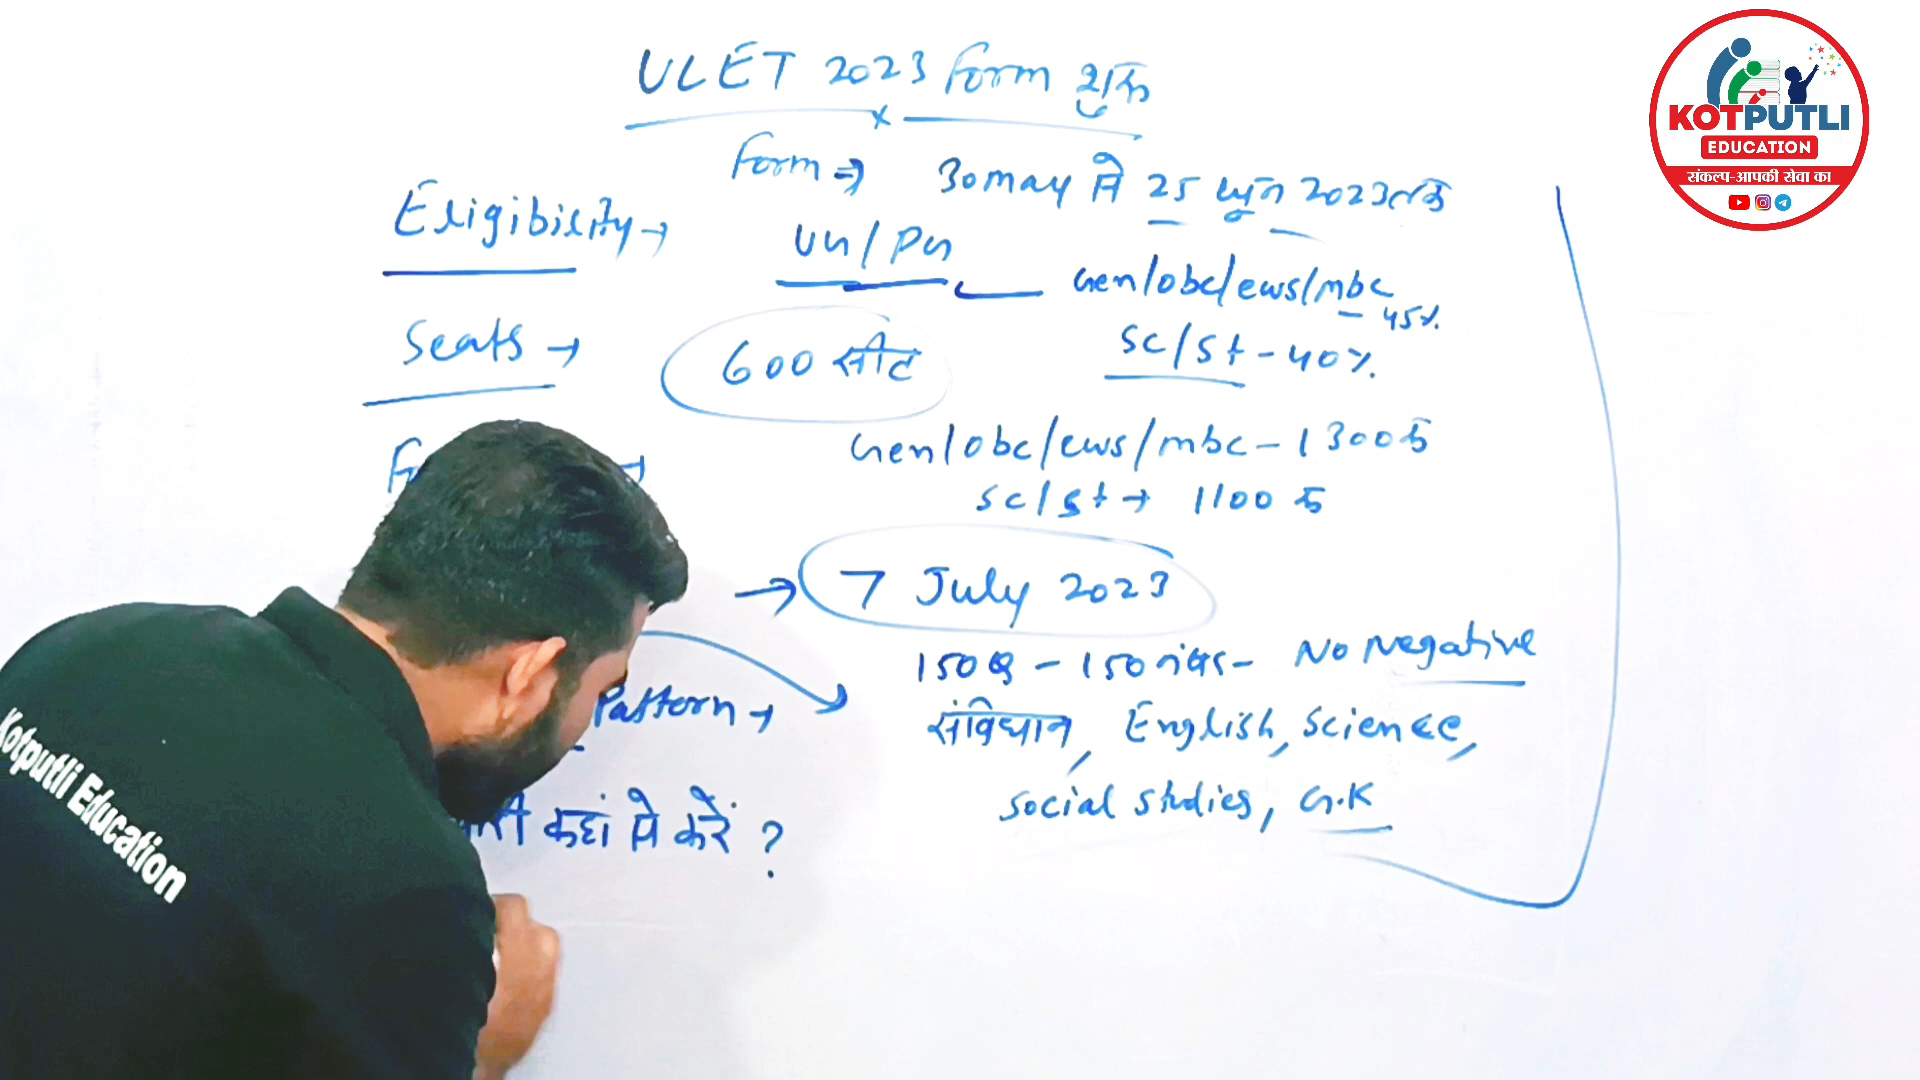 ULET 2023 form शुरू
form ⇒ 30 may से 25 जून 2023 तक
Eligibility → UG/PG Gen/obc/ews/mbc
45%
Seats → 600 सीट SC/St - 40%
Gen/obc/ews/mbc - 1300 रु
SC/St → 1100 रु
→ 7 July 2023
Pattern → 150 Q - 150 नंबर - No Negative
संविधान, English, Science,
Social Studies, G.K
कहां से करें ?
KOTPUTLI
EDUCATION
संकल्प-आपकी सेवा का
Kotputli Education